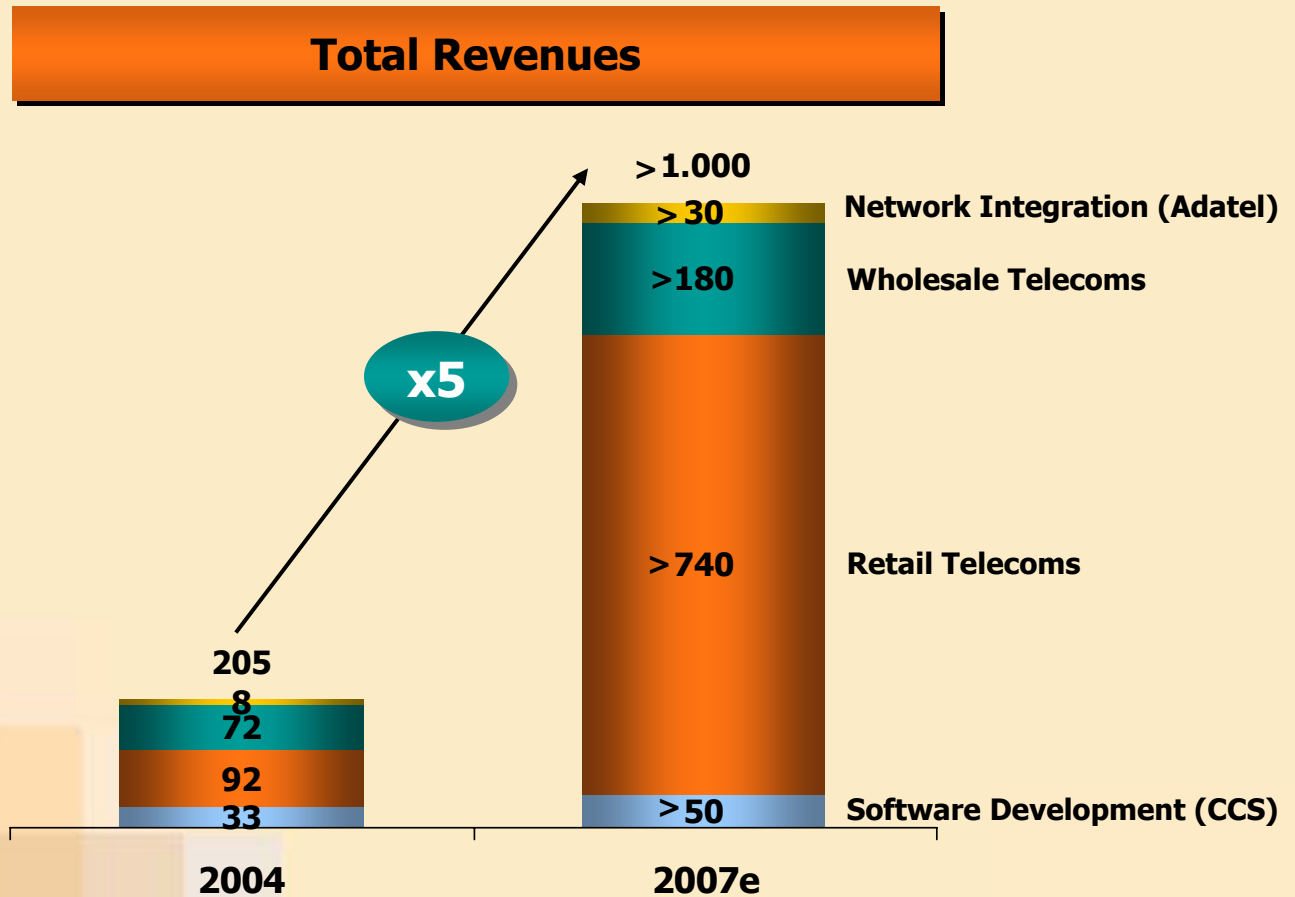 Total Revenues
>1.000
>30
Network Integration (Adatel)
>180
Wholesale Telecoms
x5
>740
Retail Telecoms
205
8
72
92
33
>50
Software Development (CCS)
2004
2007e